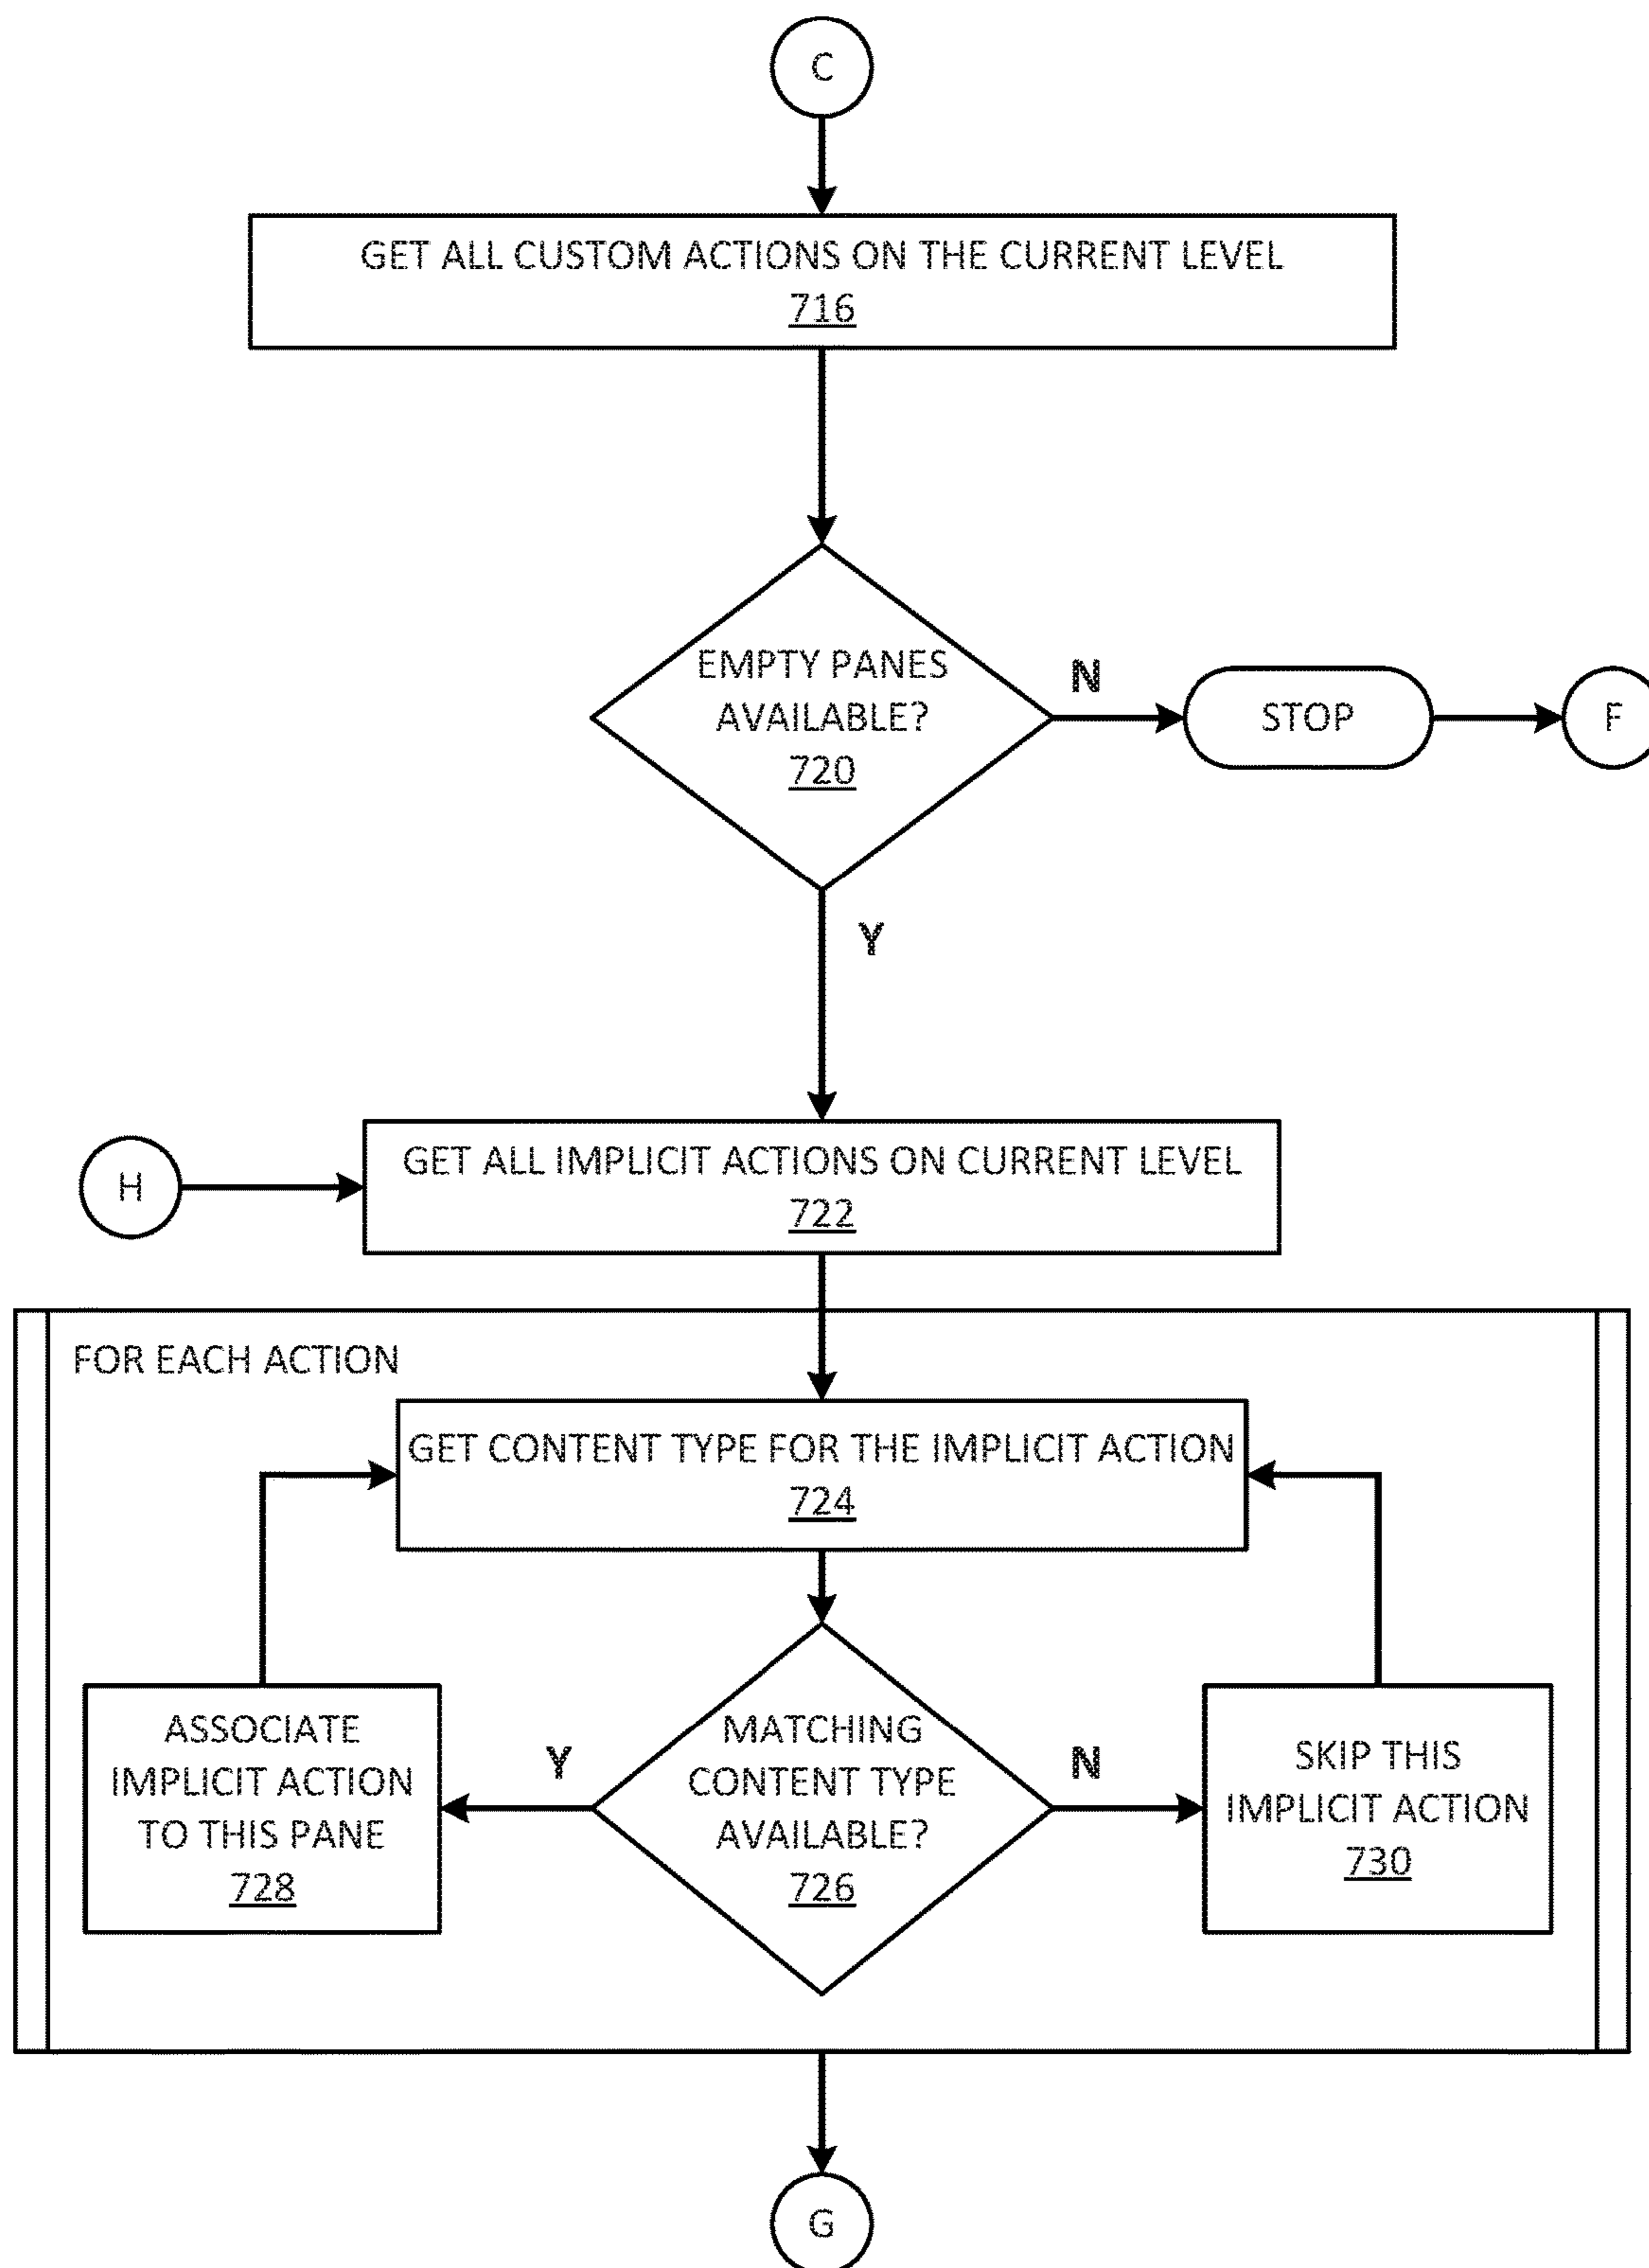 C
GET ALL CUSTOM ACTIONS ON THE CURRENT LEVEL
716
EMPTY PANES
AVAILABLE?
720
N
STOP
F
Y
H
GET ALL IMPLICIT ACTIONS ON CURRENT LEVEL
722
FOR EACH ACTION
GET CONTENT TYPE FOR THE IMPLICIT ACTION
724
ASSOCIATE
IMPLICIT ACTION
TO THIS PANE
728
Y
MATCHING
CONTENT TYPE
AVAILABLE?
726
N
SKIP THIS
IMPLICIT ACTION
730
G